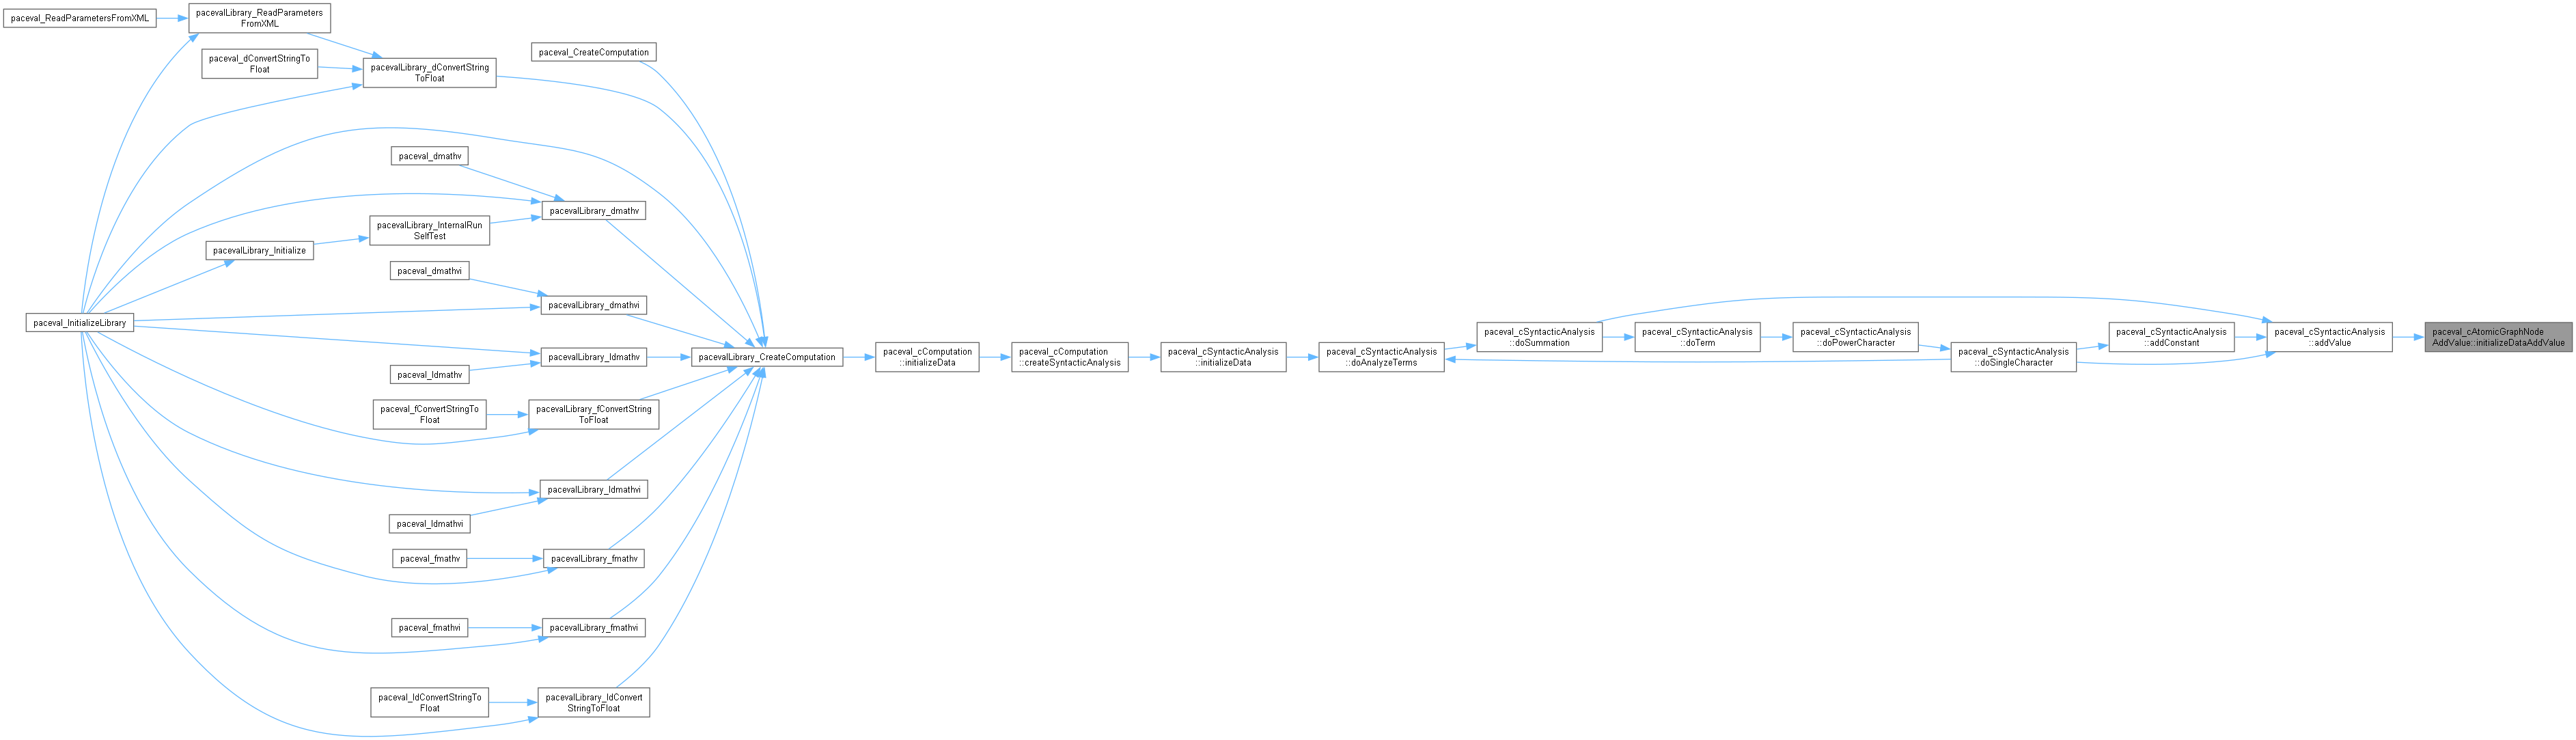 paceval_ReadParametersFromXML
pacevalLibrary_ReadParameters
FromXML
paceval_dConvertStringTo
Float
pacevalLibrary_dConvertString
ToFloat
paceval_CreateComputation
paceval_dmathv
pacevalLibrary_dmathv
pacevalLibrary_InternalRun
SelfTest
pacevalLibrary_Initialize
paceval_dmathvi
pacevalLibrary_dmathvi
paceval_InitializeLibrary
pacevalLibrary_ldmathv
paceval_ldmathv
paceval_fConvertStringTo
Float
pacevalLibrary_fConvertString
ToFloat
pacevalLibrary_ldmathvi
paceval_ldmathvi
paceval_fmathv
pacevalLibrary_fmathv
paceval_fmathvi
pacevalLibrary_fmathvi
paceval_ldConvertStringTo
Float
pacevalLibrary_ldConvert
StringToFloat
pacevalLibrary_CreateComputation
paceval_cComputation
::initializeData
paceval_cComputation
::createSyntacticAnalysis
paceval_cSyntacticAnalysis
::initializeData
paceval_cSyntacticAnalysis
::doAnalyzeTerms
paceval_cSyntacticAnalysis
::doSummation
paceval_cSyntacticAnalysis
::doTerm
paceval_cSyntacticAnalysis
::doPowerCharacter
paceval_cSyntacticAnalysis
::doSingleCharacter
paceval_cSyntacticAnalysis
::addConstant
paceval_cSyntacticAnalysis
::addValue
paceval_cAtomicGraphNode
AddValue::initializeDataAddValue